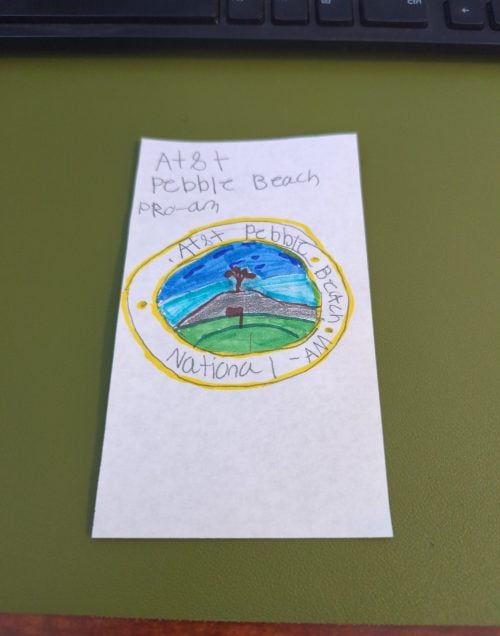 At&t
Pebble Beach
PRO-am
At&t Pebble Beach
National-AM